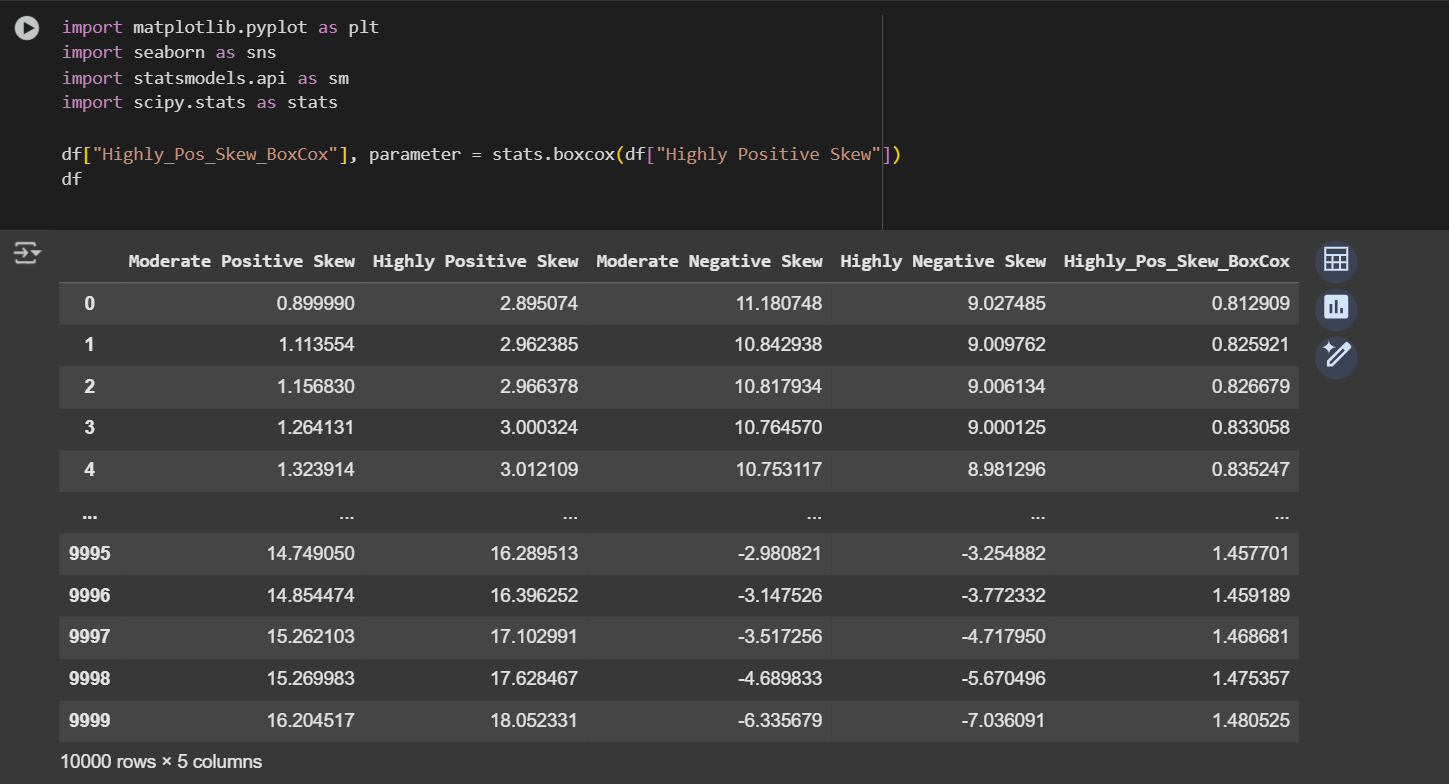 import matplotlib.pyplot as plt
import seaborn as sns
import statsmodels.api as sm
import scipy.stats as stats
df["Highly_Pos_Skew_BoxCox"], parameter = stats.boxcox(df["Highly Positive Skew"])
df
Moderate Positive Skew Highly Positive Skew Moderate Negative Skew Highly Negative Skew Highly_Pos_Skew_BoxCox
0 0.899990 2.895074 11.180748 9.027485 0.812909
1 1.113554 2.962385 10.842938 9.009762 0.825921
2 1.156830 2.966378 10.817934 9.006134 0.826679
3 1.264131 3.000324 10.764570 9.000125 0.833058
4 1.323914 3.012109 10.753117 8.981296 0.835247
... ... ... ... ... ...
9995 14.749050 16.289513 -2.980821 -3.254882 1.457701
9996 14.854474 16.396252 -3.147526 -3.772332 1.459189
9997 15.262103 17.102991 -3.517256 -4.717950 1.468681
9998 15.269983 17.628467 -4.689833 -5.670496 1.475357
9999 16.204517 18.052331 -6.335679 -7.036091 1.480525
10000 rows × 5 columns